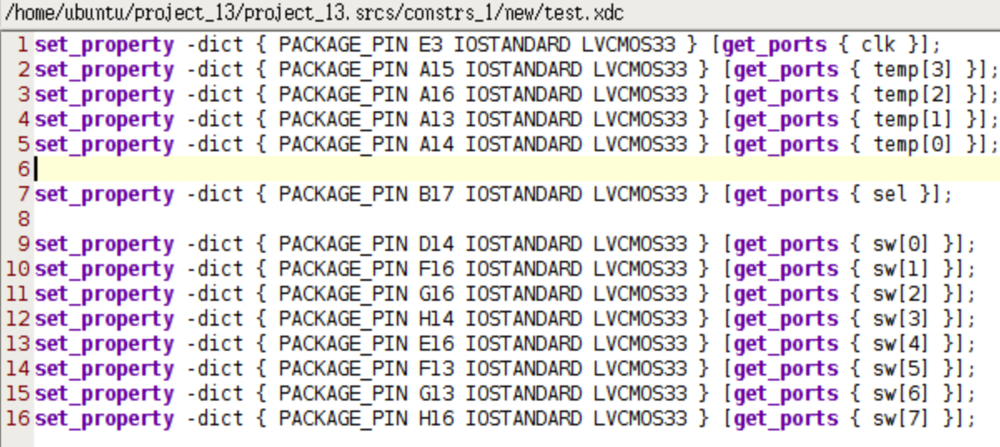 /home/ubuntu/project_13/project_13.srcs/constrs_1/new/test.xdc
1 set_property -dict { PACKAGE_PIN E3 IOSTANDARD LVCMOS33 } [get_ports { clk }];
2 set_property -dict { PACKAGE_PIN A15 IOSTANDARD LVCMOS33 } [get_ports { temp[3] }];
3 set_property -dict { PACKAGE_PIN A16 IOSTANDARD LVCMOS33 } [get_ports { temp[2] }];
4 set_property -dict { PACKAGE_PIN A13 IOSTANDARD LVCMOS33 } [get_ports { temp[1] }];
5 set_property -dict { PACKAGE_PIN A14 IOSTANDARD LVCMOS33 } [get_ports { temp[0] }];
6
7 set_property -dict { PACKAGE_PIN B17 IOSTANDARD LVCMOS33 } [get_ports { sel }];
8
9 set_property -dict { PACKAGE_PIN D14 IOSTANDARD LVCMOS33 } [get_ports { sw[0] }];
10 set_property -dict { PACKAGE_PIN F16 IOSTANDARD LVCMOS33 } [get_ports { sw[1] }];
11 set_property -dict { PACKAGE_PIN G16 IOSTANDARD LVCMOS33 } [get_ports { sw[2] }];
12 set_property -dict { PACKAGE_PIN H14 IOSTANDARD LVCMOS33 } [get_ports { sw[3] }];
13 set_property -dict { PACKAGE_PIN E16 IOSTANDARD LVCMOS33 } [get_ports { sw[4] }];
14 set_property -dict { PACKAGE_PIN F13 IOSTANDARD LVCMOS33 } [get_ports { sw[5] }];
15 set_property -dict { PACKAGE_PIN G13 IOSTANDARD LVCMOS33 } [get_ports { sw[6] }];
16 set_property -dict { PACKAGE_PIN H16 IOSTANDARD LVCMOS33 } [get_ports { sw[7] }];